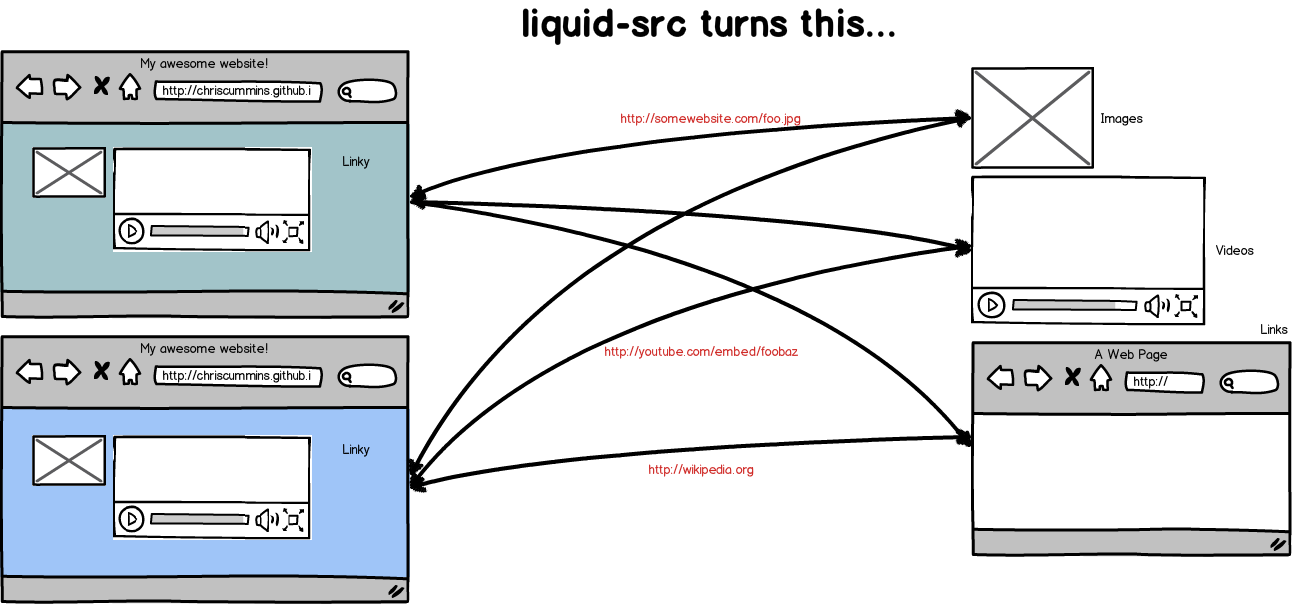 liquid-src turns this...
My awesome website!
http://chriscummins.github.i
Linky
http://somewebsite.com/foo.jpg
Images
Videos
My awesome website!
http://chriscummins.github.i
Linky
http://youtube.com/embed/foobaz
http://wikipedia.org
Links
A Web Page
http://